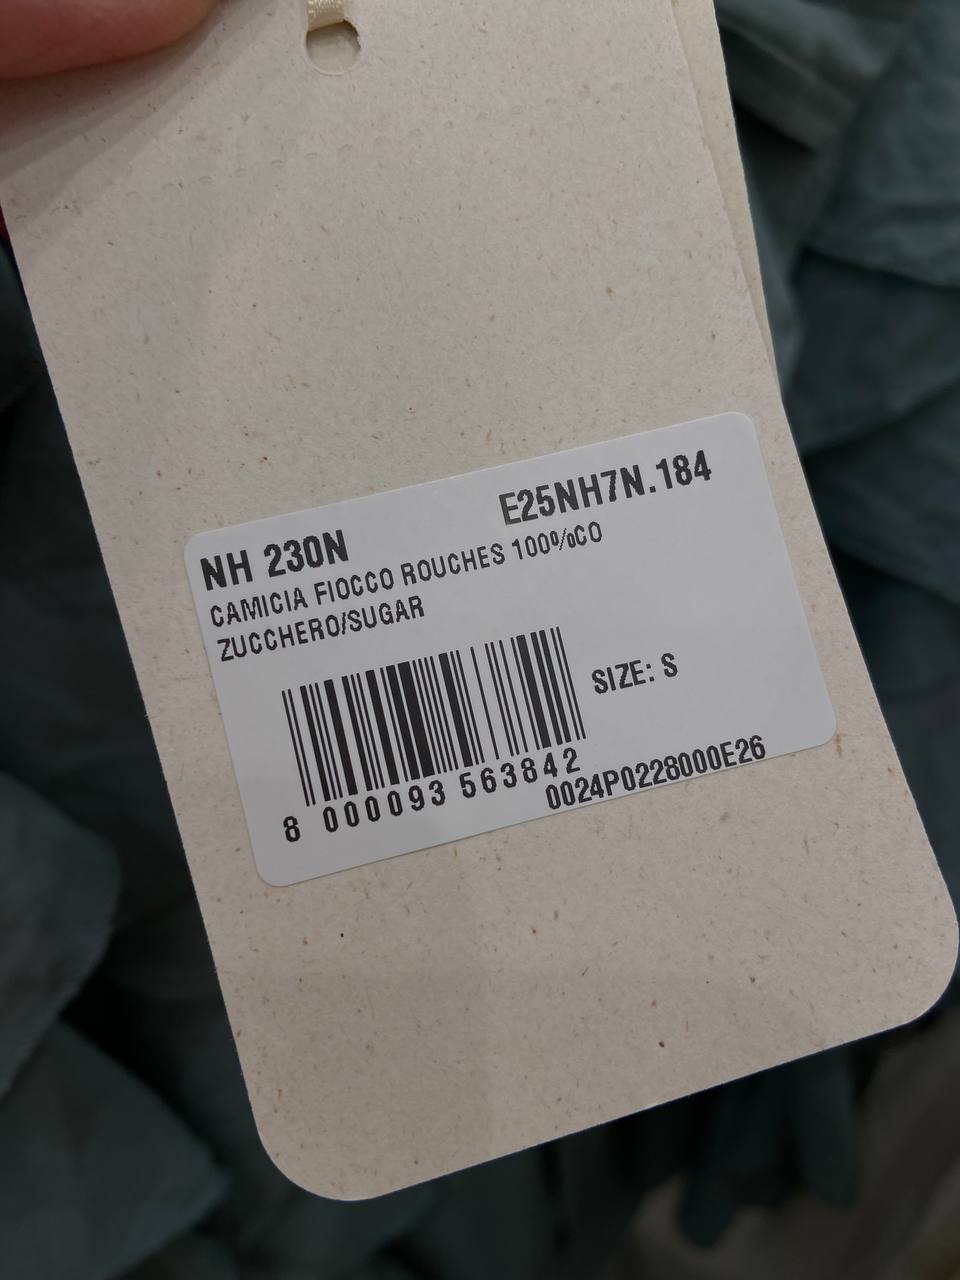 NH 230N E25NH7N.184
CAMICIA FIOCCO ROUCHES 100%CO
ZUCCHERO/SUGAR
SIZE: S
8 000093 563842
0024P0228000E26